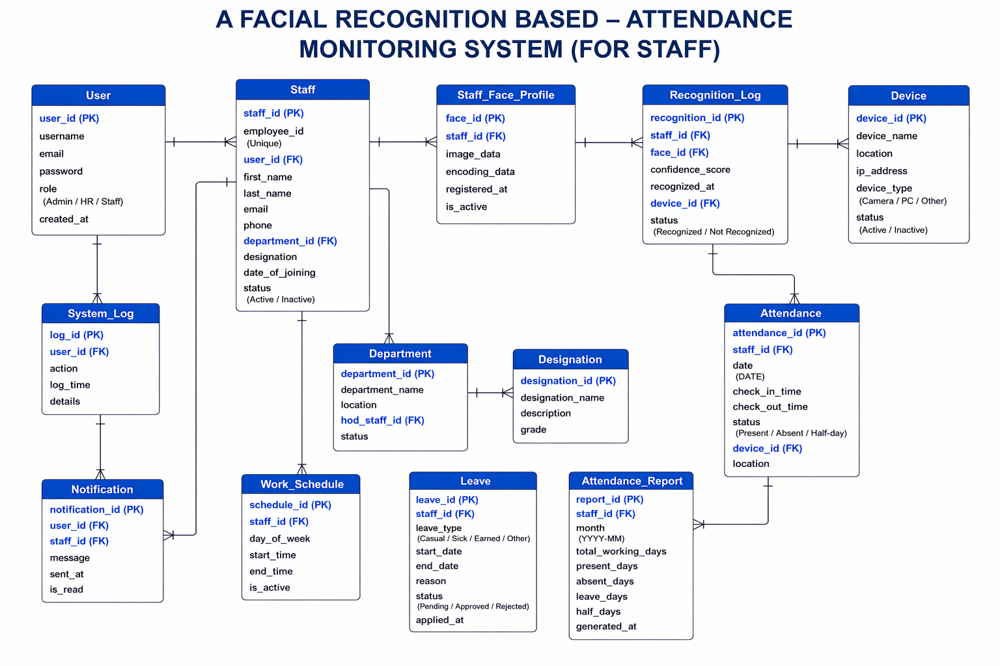 A FACIAL RECOGNITION BASED – ATTENDANCE
MONITORING SYSTEM (FOR STAFF)
User
user_id (PK)
username
email
password
role
(Admin / HR / Staff)
created_at
Staff
staff_id (PK)
employee_id
(Unique)
user_id (FK)
first_name
last_name
email
phone
department_id (FK)
designation
date_of_joining
status
(Active / Inactive)
Staff_Face_Profile
face_id (PK)
staff_id (FK)
image_data
encoding_data
registered_at
is_active
Recognition_Log
recognition_id (PK)
staff_id (FK)
face_id (FK)
confidence_score
recognized_at
device_id (FK)
status
(Recognized / Not Recognized)
Device
device_id (PK)
device_name
location
ip_address
device_type
(Camera / PC / Other)
status
(Active / Inactive)
System_Log
log_id (PK)
user_id (FK)
action
log_time
details
Department
department_id (PK)
department_name
location
hod_staff_id (FK)
status
Designation
designation_id (PK)
designation_name
description
grade
Attendance
attendance_id (PK)
staff_id (FK)
date
(DATE)
check_in_time
check_out_time
status
(Present / Absent / Half-day)
device_id (FK)
location
Notification
notification_id (PK)
user_id (FK)
staff_id (FK)
message
sent_at
is_read
Work_Schedule
schedule_id (PK)
staff_id (FK)
day_of_week
start_time
end_time
is_active
Leave
leave_id (PK)
staff_id (FK)
leave_type
(Casual / Sick / Earned / Other)
start_date
end_date
reason
status
(Pending / Approved / Rejected)
applied_at
Attendance_Report
report_id (PK)
staff_id (FK)
month
(YYYY-MM)
total_working_days
present_days
absent_days
leave_days
half_days
generated_at